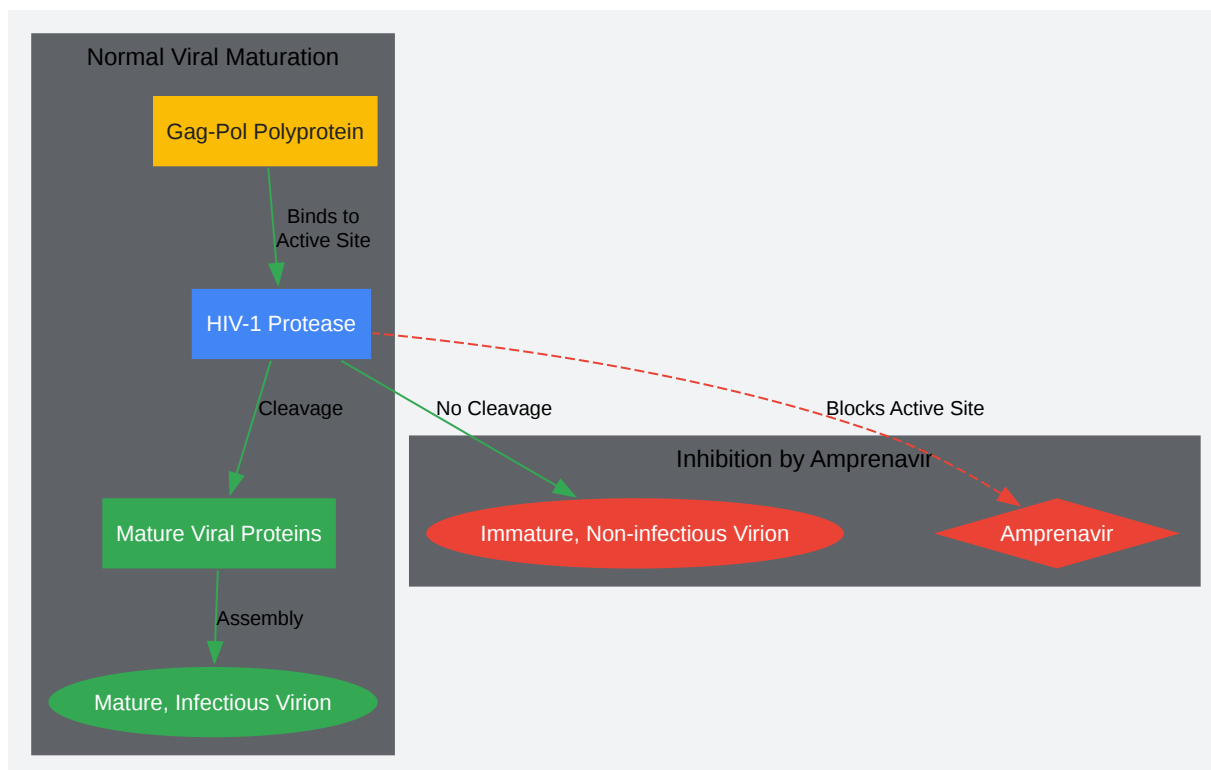 Normal Viral Maturation
Gag-Pol Polyprotein
Binds to
Active Site
HIV-1 Protease
Cleavage
No Cleavage
Blocks Active Site
Inhibition by Amprenavir
Mature Viral Proteins
Immature, Non-infectious Virion
Amprenavir
Assembly
Mature, Infectious Virion